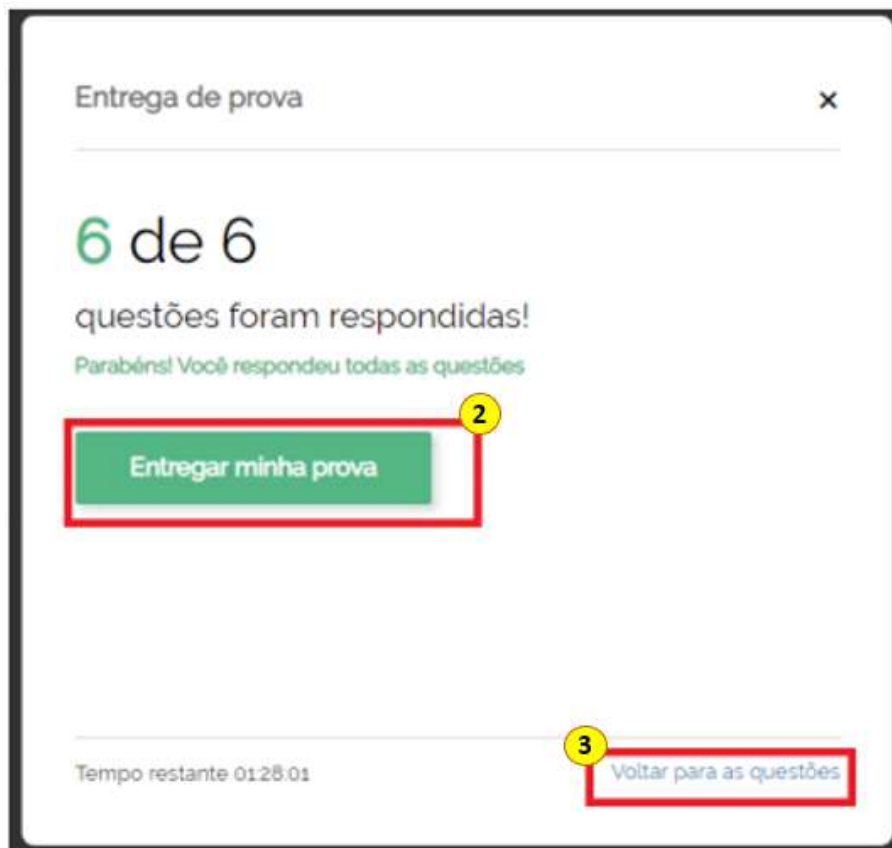 Entrega de prova ×
6 de 6
questões foram respondidas!
Parabéns! Você respondeu todas as questões
2
Entregar minha prova
3
Tempo restante 01:28:01 Voltar para as questões